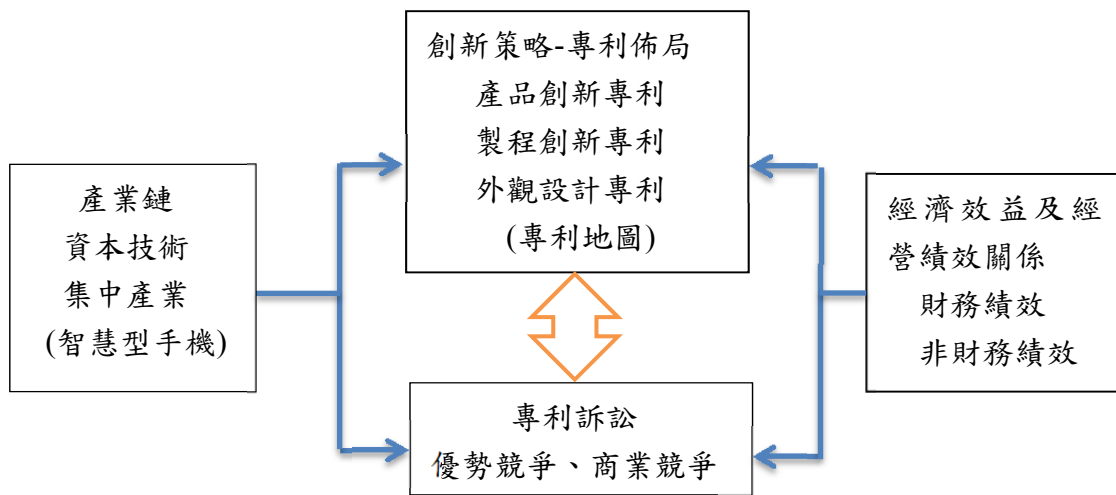 創新策略-專利佈局
產品創新專利
製程創新專利
外觀設計專利
(專利地圖)
產業鏈
資本技術
集中產業
(智慧型手機)
經濟效益及經
營績效關係
財務績效
非財務績效
專利訴訟
優勢競爭、商業競爭